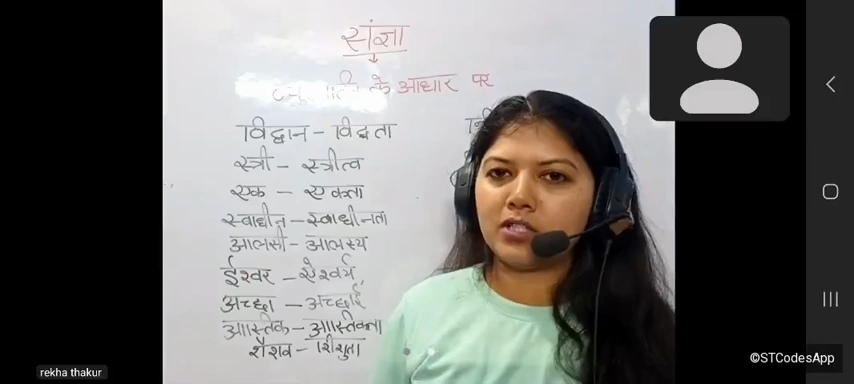 संज्ञा
के आधार पर
विद्वान - विद्वता
स्त्री - स्त्रीत्व
एक - एकता
स्वाधीन - स्वाधीनता
आलसी - आलस्य
ईश्वर - ऐश्वर्य,
अच्छा - अच्छाई
आस्तिक - आस्तिकता
शैशव - शिशुता
rekha thakur
©STCodesApp